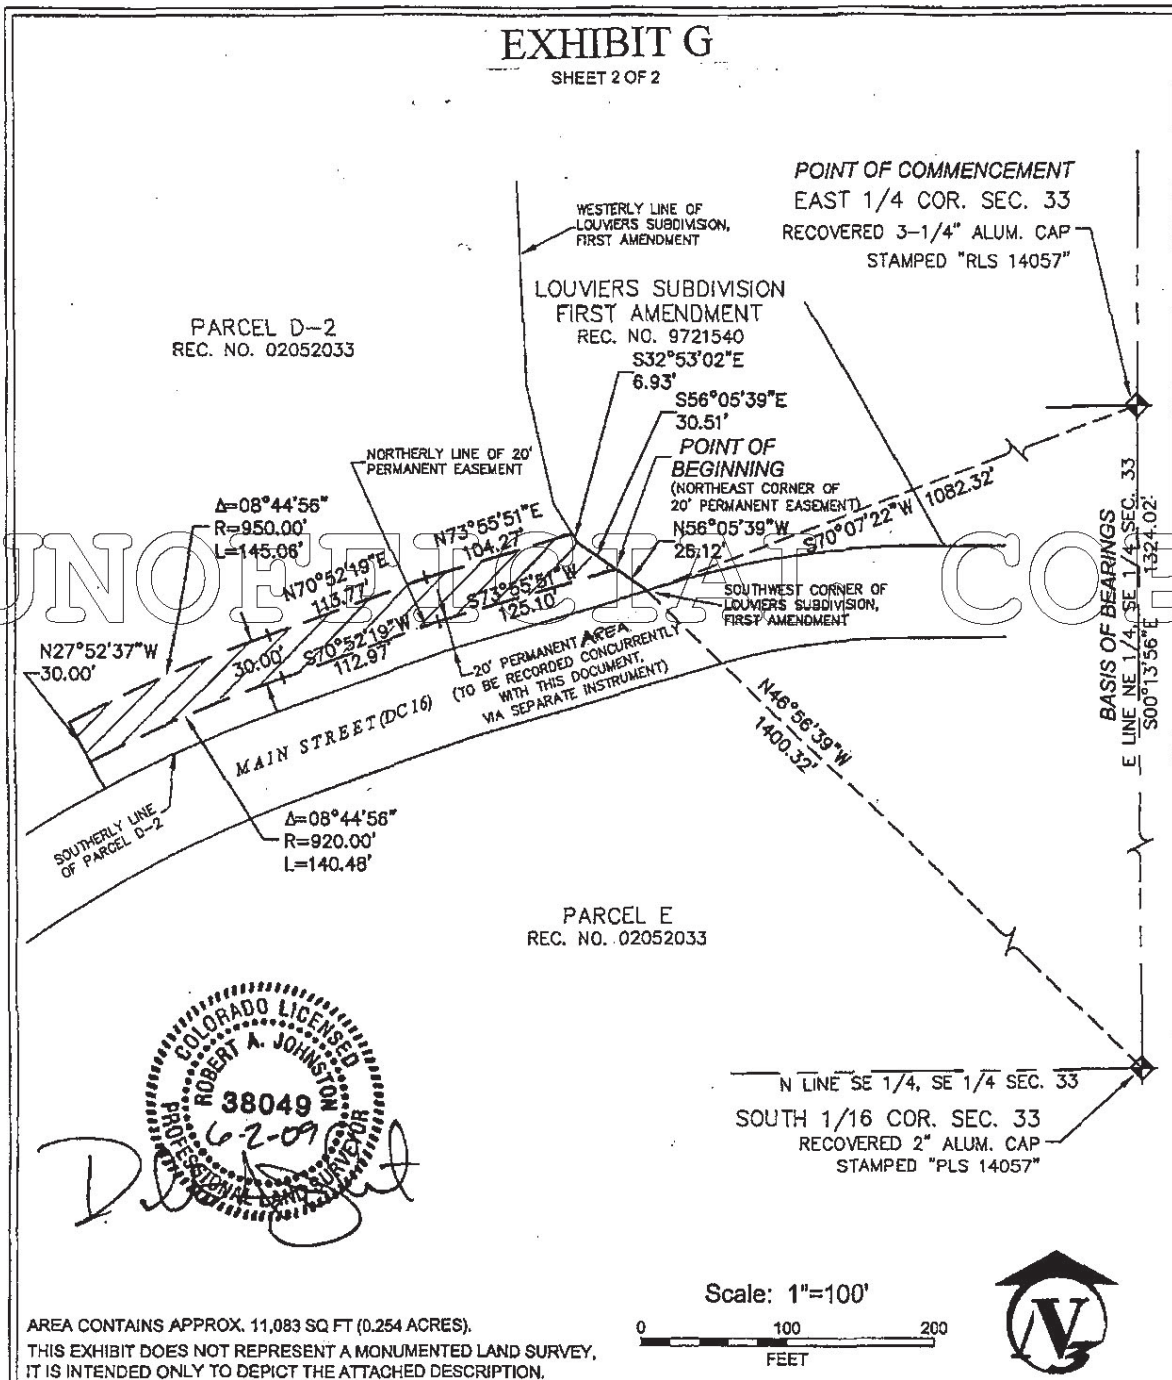 EXHIBIT G
SHEET 2 OF 2
POINT OF COMMENCEMENT
EAST 1/4 COR. SEC. 33
RECOVERED 3-1/4" ALUM. CAP
STAMPED "RLS 14057"
WESTERLY LINE OF
LOUVIERS SUBDIVISION,
FIRST AMENDMENT
LOUVIERS SUBDIVISION
FIRST AMENDMENT
REC. NO. 9721540
PARCEL D-2
REC. NO. 02052033
S32°53'02"E
6.93'
S56°05'39"E
30.51'
POINT OF
BEGINNING
(NORTHEAST CORNER OF
20' PERMANENT EASEMENT)
NORTHERLY LINE OF 20'
PERMANENT EASEMENT
Δ=08°44'56"
R=950.00'
L=145.06'
N73°55'51"E
104.27'
N56°05'39"W
26.12'
S70°07'22"W 1082.32'
UNOFFICIAL COP
N70°52'19"E
113.77'
S73°55'51"W
125.10'
SOUTHWEST CORNER OF
LOUVIERS SUBDIVISION,
FIRST AMENDMENT
N27°52'37"W
30.00'
30.00'
S70°52'19"W
112.97'
20' PERMANENT AREA
(TO BE RECORDED CONCURRENTLY
WITH THIS DOCUMENT,
VIA SEPARATE INSTRUMENT)
MAIN STREET (DC 16)
BASIS OF BEARINGS
E LINE NE 1/4, SE 1/4 SEC. 33
S00°13'56"E 1324.02'
N46°56'39"W
1400.32'
SOUTHERLY LINE
OF PARCEL D-2
Δ=08°44'56"
R=920.00'
L=140.48'
PARCEL E
REC. NO. 02052033
COLORADO LICENSED
ROBERT A. JOHNSTON
38049
6-2-09
PROFESSIONAL LAND SURVEYOR
N LINE SE 1/4, SE 1/4 SEC. 33
SOUTH 1/16 COR. SEC. 33
RECOVERED 2" ALUM. CAP
STAMPED "PLS 14057"
Scale: 1"=100'
0 100 200
FEET
N
AREA CONTAINS APPROX. 11,083 SQ FT (0.254 ACRES).
THIS EXHIBIT DOES NOT REPRESENT A MONUMENTED LAND SURVEY,
IT IS INTENDED ONLY TO DEPICT THE ATTACHED DESCRIPTION.